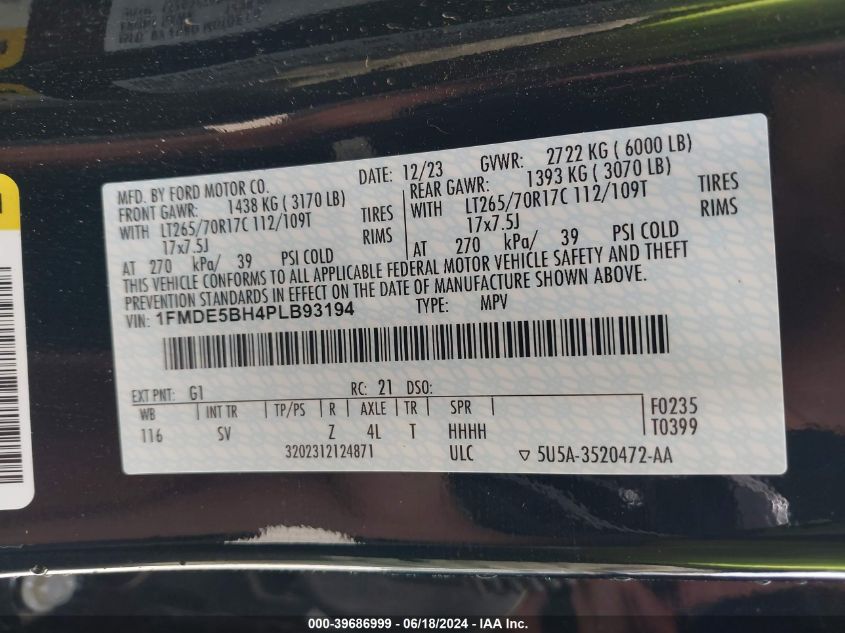 MFD. BY FORD MOTOR CO.
DATE: 12/23 GVWR: 2722 KG ( 6000 LB)
FRONT GAWR: 1438 KG ( 3170 LB)
REAR GAWR: 1393 KG ( 3070 LB)
WITH LT265/70R17C 112/109T TIRES
WITH LT265/70R17C 112/109T TIRES
17x7.5J RIMS
17x7.5J RIMS
AT 270 kPa/ 39 PSI COLD
AT 270 kPa/ 39 PSI COLD
THIS VEHICLE CONFORMS TO ALL APPLICABLE FEDERAL MOTOR VEHICLE SAFETY AND THEFT
PREVENTION STANDARDS IN EFFECT ON THE DATE OF MANUFACTURE SHOWN ABOVE.
VIN: 1FMDE5BH4PLB93194 TYPE: MPV
EXT PNT: G1 RC: 21 DSO:
WB INT TR TP/PS R AXLE TR SPR F0235
116 SV Z 4L T HHHH T0399
3202312124871 ULC ▽ 5U5A-3520472-AA
000-39686999 - 06/18/2024 - IAA Inc.